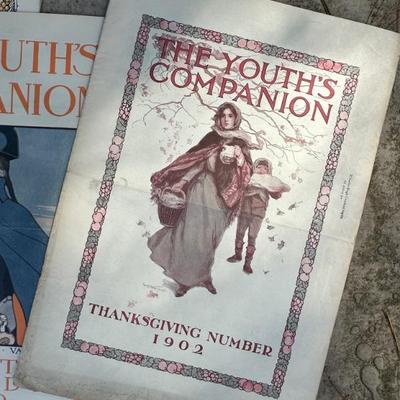 THE YOUTH'S
COMPANION
THANKSGIVING NUMBER
1902
UTH'S
ANION